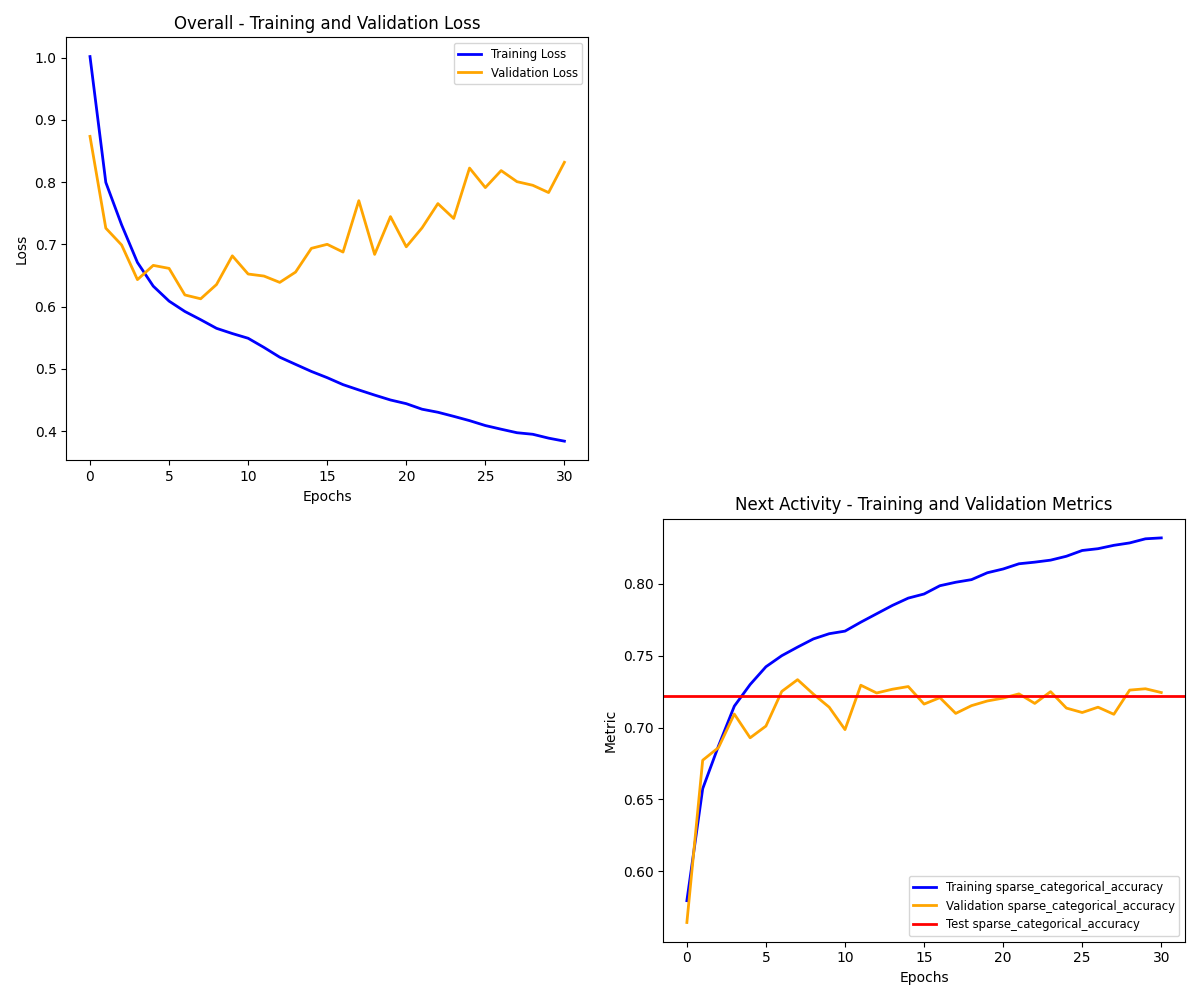 Overall - Training and Validation Loss
Training Loss
Validation Loss
1.0
0.9
0.8
0.7
0.6
0.5
0.4
Loss
0 5 10 15 20 25 30
Epochs
Next Activity - Training and Validation Metrics
0.80
0.75
0.70
0.65
0.60
Metric
Training sparse_categorical_accuracy
Validation sparse_categorical_accuracy
Test sparse_categorical_accuracy
0 5 10 15 20 25 30
Epochs